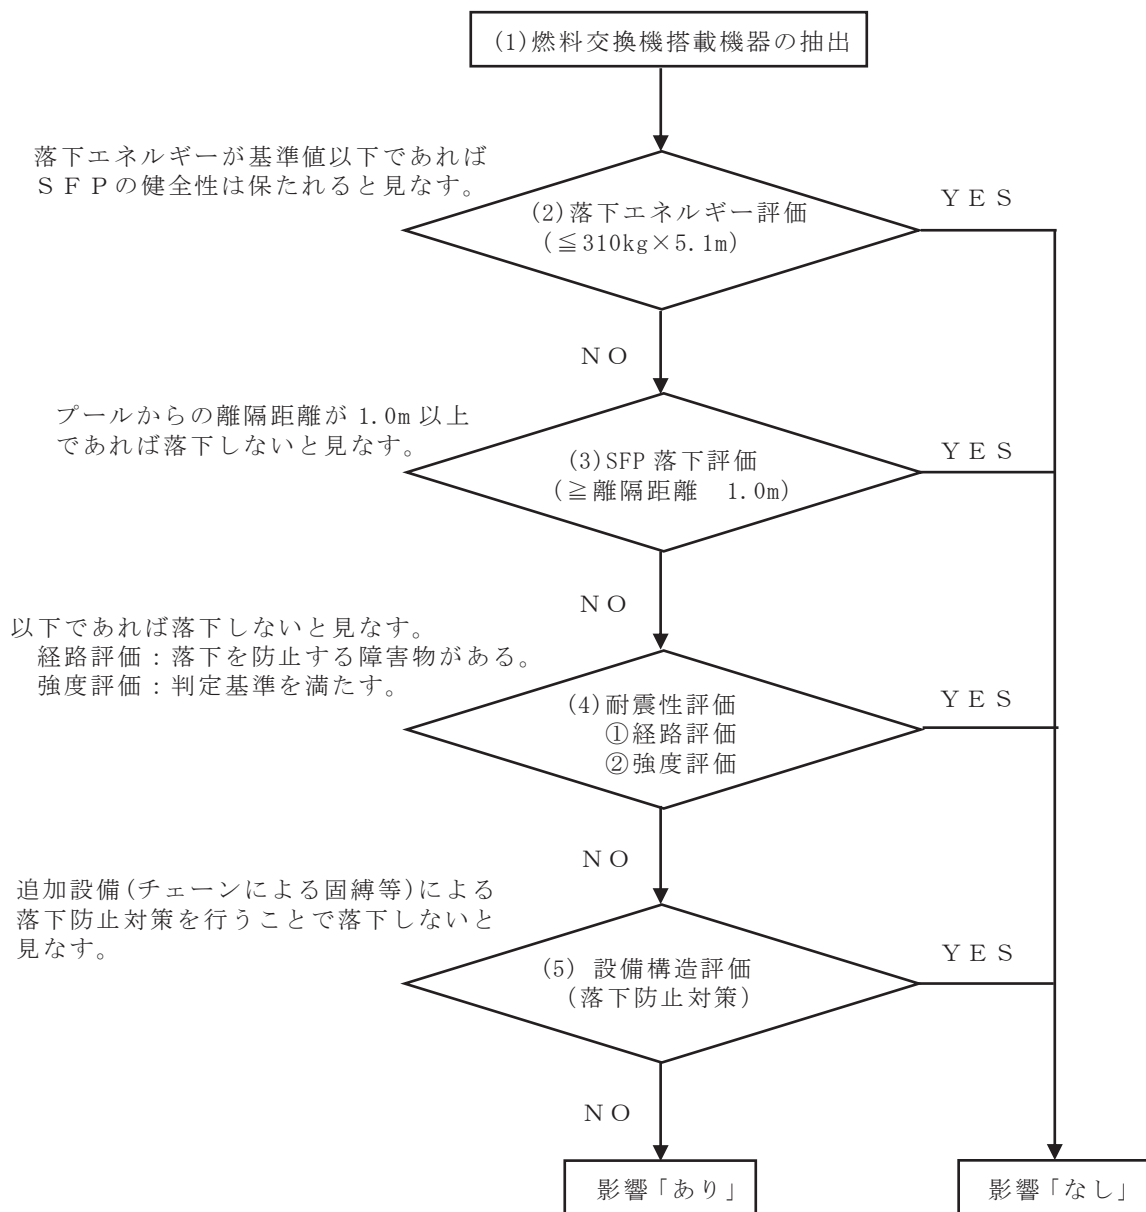 (1)燃料交換機搭載機器の抽出
落下エネルギーが基準値以下であれば
ＳＦＰの健全性は保たれると見なす。
(2)落下エネルギー評価
(≦310kg×5.1m)
ＹＥＳ
ＮＯ
プールからの離隔距離が 1.0m 以上
であれば落下しないと見なす。
(3)SFP 落下評価
(≧離隔距離　1.0m)
ＹＥＳ
ＮＯ
以下であれば落下しないと見なす。
経路評価：落下を防止する障害物がある。
強度評価：判定基準を満たす。
(4)耐震性評価
①経路評価
②強度評価
ＹＥＳ
ＮＯ
追加設備(チェーンによる固縛等)による
落下防止対策を行うことで落下しないと
見なす。
(5) 設備構造評価
(落下防止対策)
ＹＥＳ
ＮＯ
影響「あり」
影響「なし」